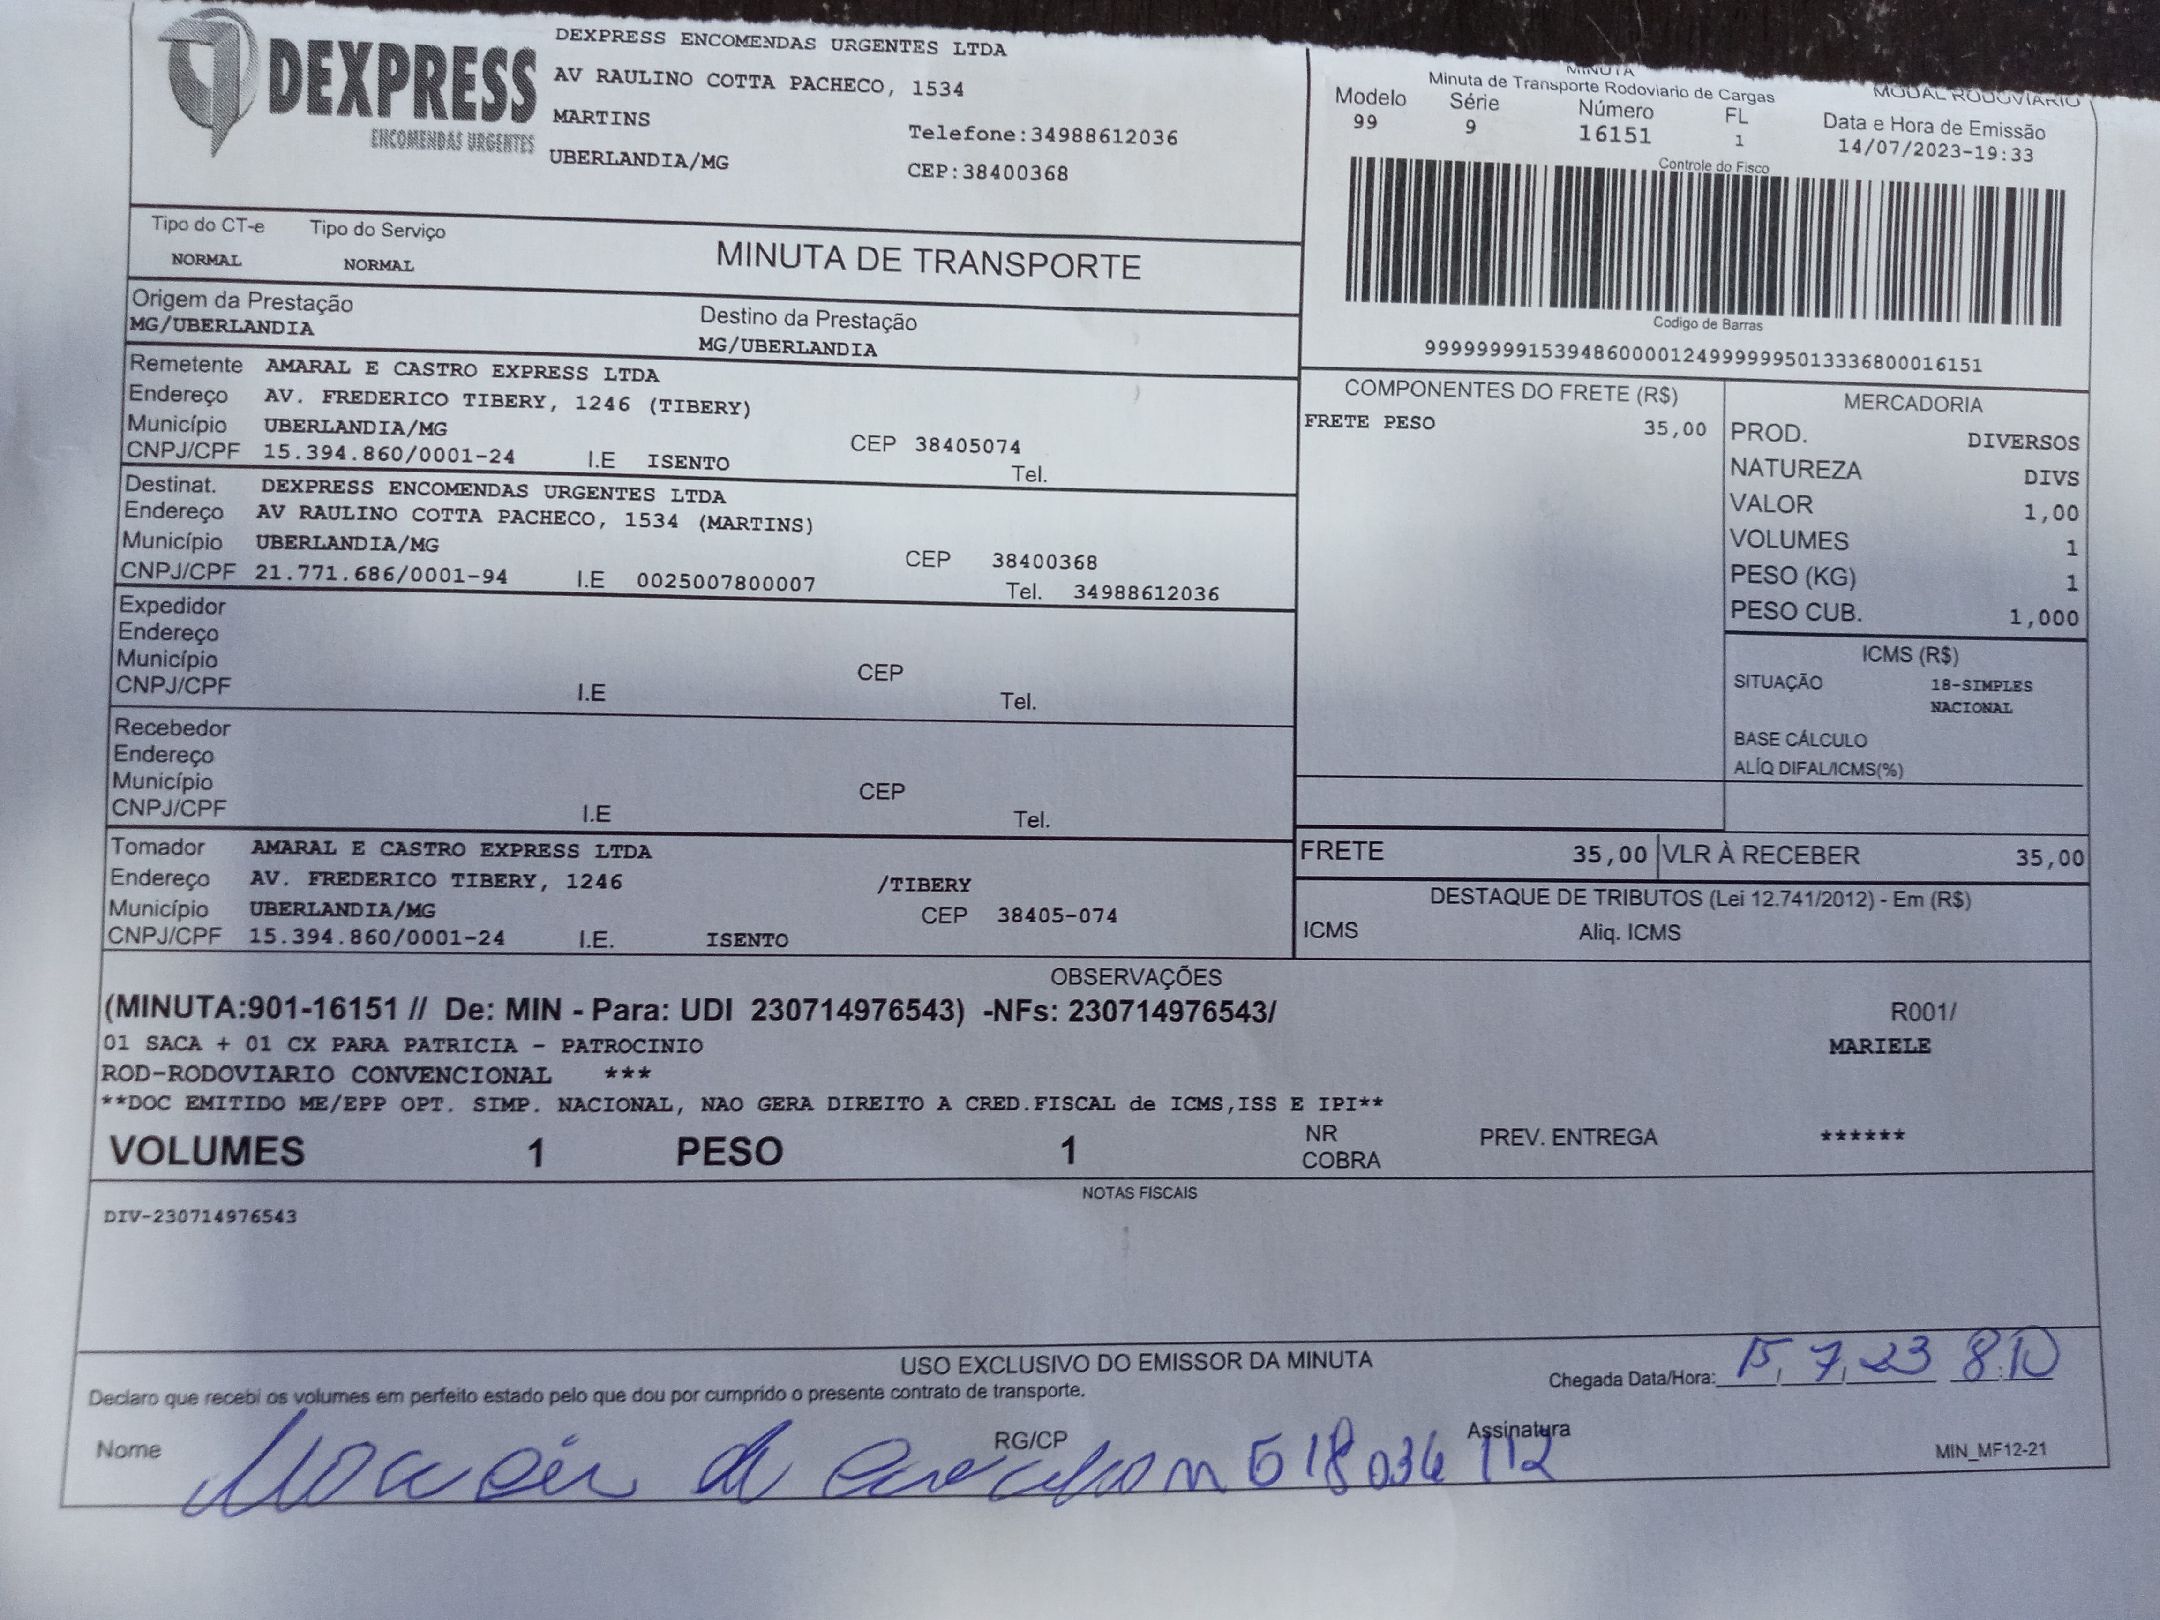 DEXPRESS
ENCOMENDAS URGENTES
DEXPRESS ENCOMENDAS URGENTES LTDA
AV RAULINO COTTA PACHECO, 1534
MARTINS
Telefone:34988612036
UBERLANDIA/MG
CEP:38400368
MINUTA
MODAL RODOVIARIO
Minuta de Transporte Rodoviario de Cargas
Modelo Série Número FL Data e Hora de Emissão
99 9 16151 1 14/07/2023-19:33
Controle do Fisco
Codigo de Barras
99999999153948600001249999999501333680001615​1
Tipo do CT-e Tipo do Serviço
NORMAL NORMAL
MINUTA DE TRANSPORTE
Origem da Prestação Destino da Prestação
MG/UBERLANDIA MG/UBERLANDIA
Remetente AMARAL E CASTRO EXPRESS LTDA
Endereço AV. FREDERICO TIBERY, 1246 (TIBERY)
Município UBERLANDIA/MG CEP 38405074
CNPJ/CPF 15.394.860/0001-24 I.E ISENTO Tel.
Destinat. DEXPRESS ENCOMENDAS URGENTES LTDA
Endereço AV RAULINO COTTA PACHECO, 1534 (MARTINS)
Município UBERLANDIA/MG CEP 38400368
CNPJ/CPF 21.771.686/0001-94 I.E 0025007800007 Tel. 34988612036
Expedidor
Endereço
Município CEP
CNPJ/CPF I.E Tel.
Recebedor
Endereço
Município CEP
CNPJ/CPF I.E Tel.
Tomador AMARAL E CASTRO EXPRESS LTDA
Endereço AV. FREDERICO TIBERY, 1246 /TIBERY
Município UBERLANDIA/MG CEP 38405-074
CNPJ/CPF 15.394.860/0001-24 I.E. ISENTO
COMPONENTES DO FRETE (R$)
FRETE PESO 35,00
MERCADORIA
PROD. DIVERSOS
NATUREZA DIVS
VALOR 1,00
VOLUMES 1
PESO (KG) 1
PESO CUB. 1,000
ICMS (R$)
SITUAÇÃO 18-SIMPLES
NACIONAL
BASE CÁLCULO
ALÍQ DIFAL/ICMS(%)
FRETE 35,00 VLR À RECEBER 35,00
DESTAQUE DE TRIBUTOS (Lei 12.741/2012) - Em (R$)
ICMS Aliq. ICMS
OBSERVAÇÕES
(MINUTA:901-16151 // De: MIN - Para: UDI 230714976543) -NFs: 230714976543/ R001/
01 SACA + 01 CX PARA PATRICIA - PATROCINIO MARIELE
ROD-RODOVIARIO CONVENCIONAL ***
**DOC EMITIDO ME/EPP OPT. SIMP. NACIONAL, NAO GERA DIREITO A CRED.FISCAL de ICMS,ISS E IPI**
VOLUMES 1 PESO 1 NR COBRA PREV. ENTREGA ******
NOTAS FISCAIS
DIV-230714976543
USO EXCLUSIVO DO EMISSOR DA MINUTA
Chegada Data/Hora: 15, 7, 23 8:10
Declaro que recebi os volumes em perfeito estado pelo que dou por cumprido o presente contrato de transporte.
Nome RG/CP Assinatura
MIN_MF12-21